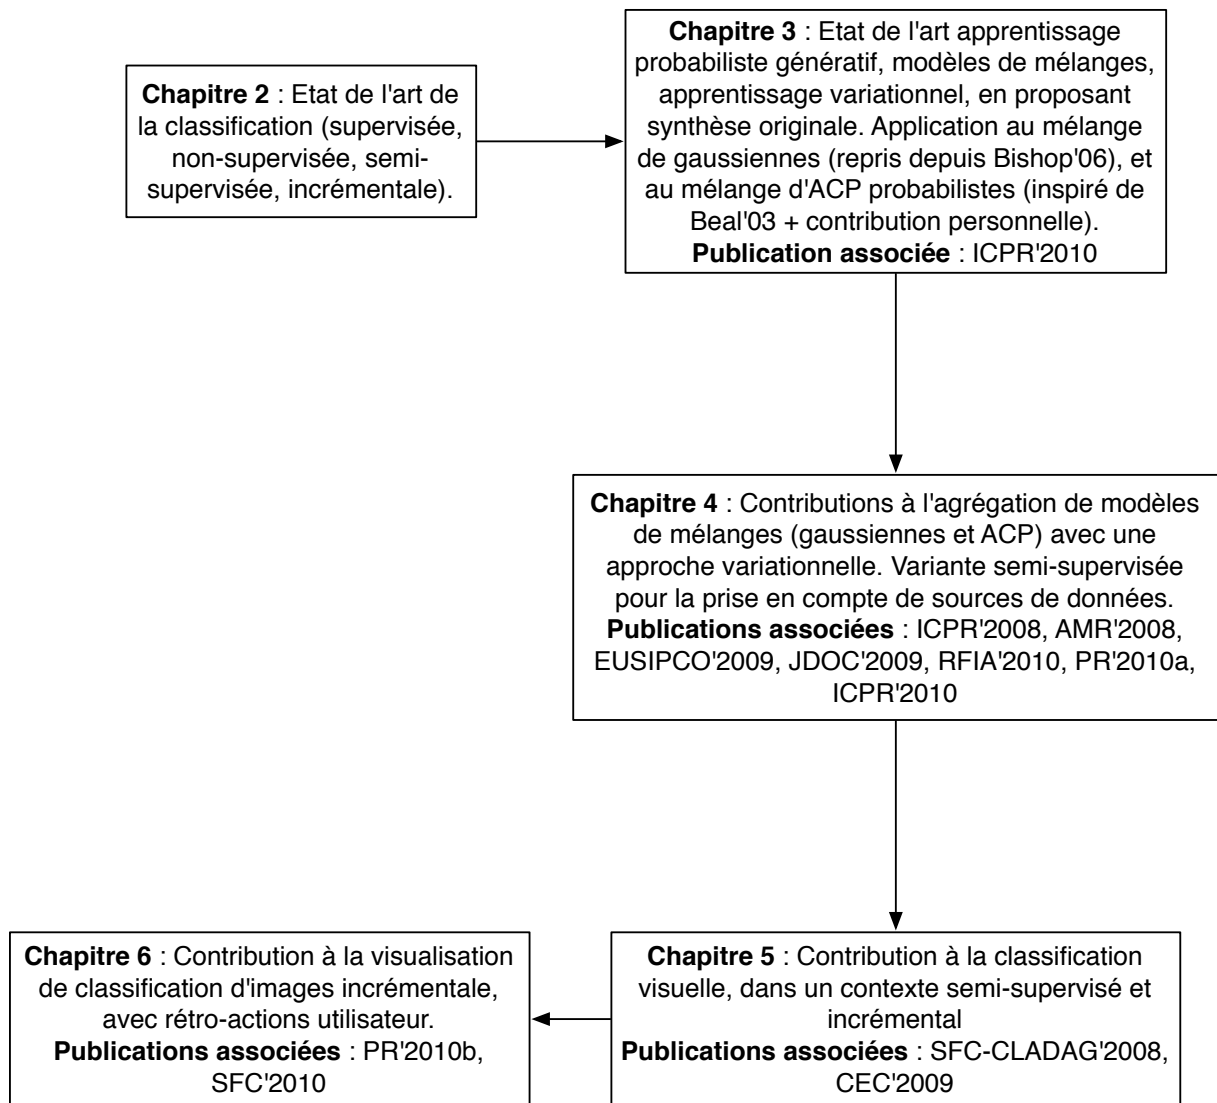 Chapitre 2 : Etat de l'art de
la classification (supervisée,
non-supervisée, semi-
supervisée, incrémentale).
Chapitre 3 : Etat de l'art apprentissage
probabiliste génératif, modèles de mélanges,
apprentissage variationnel, en proposant
synthèse originale. Application au mélange
de gaussiennes (repris depuis Bishop'06), et
au mélange d'ACP probabilistes (inspiré de
Beal'03 + contribution personnelle).
Publication associée : ICPR'2010
Chapitre 4 : Contributions à l'agrégation de modèles
de mélanges (gaussiennes et ACP) avec une
approche variationnelle. Variante semi-supervisée
pour la prise en compte de sources de données.
Publications associées : ICPR'2008, AMR'2008,
EUSIPCO'2009, JDOC'2009, RFIA'2010, PR'2010a,
ICPR'2010
Chapitre 5 : Contribution à la classification
visuelle, dans un contexte semi-supervisé et
incrémental
Publications associées : SFC-CLADAG'2008,
CEC'2009
Chapitre 6 : Contribution à la visualisation
de classification d'images incrémentale,
avec rétro-actions utilisateur.
Publications associées : PR'2010b,
SFC'2010